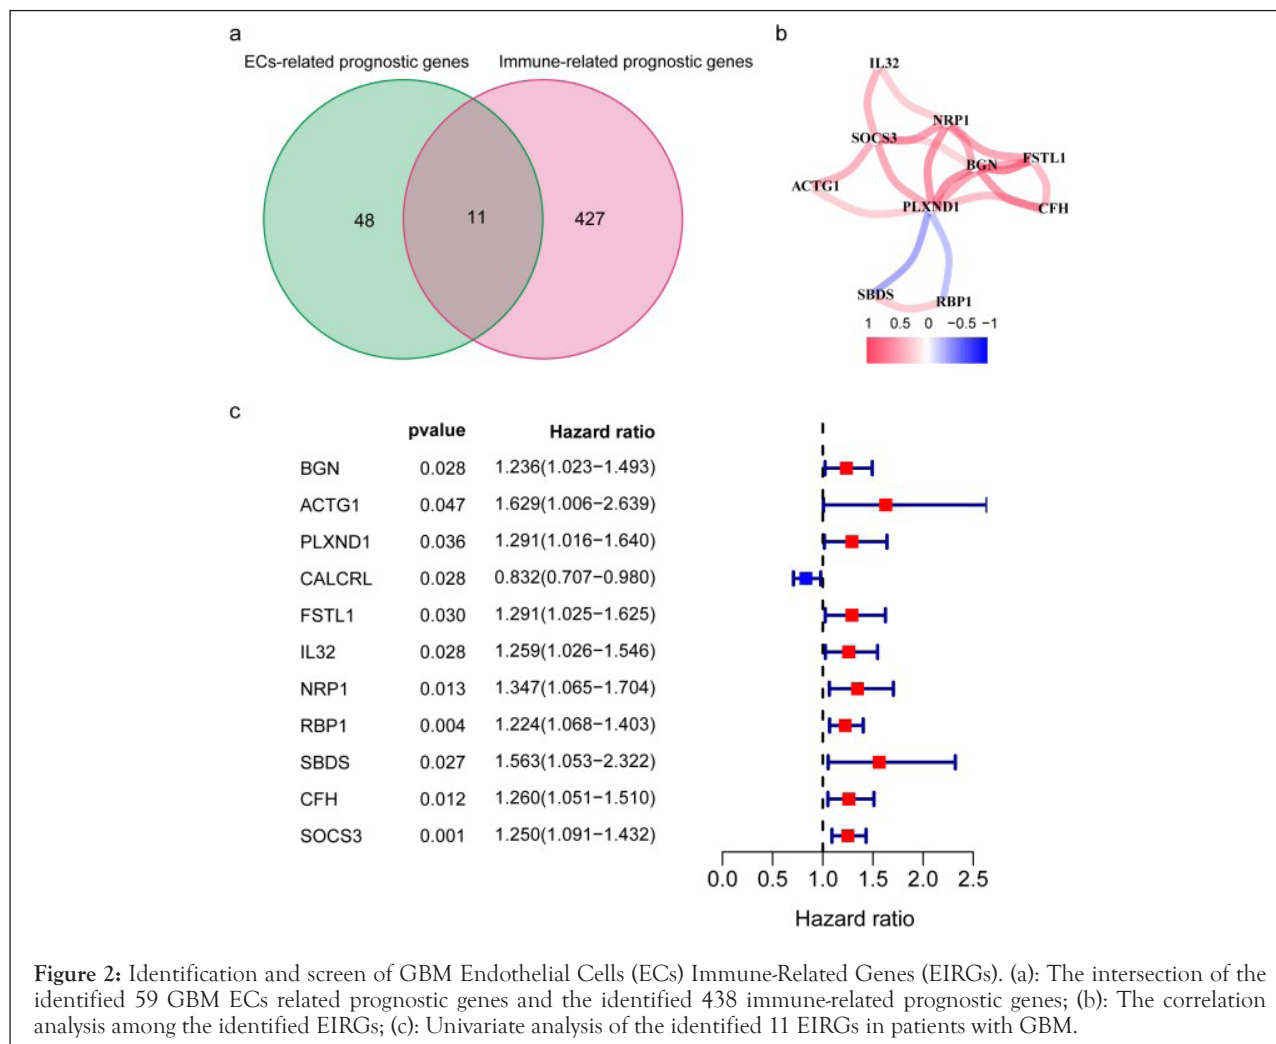 a
ECs-related prognostic genes
Immune-related prognostic genes
48
11
427
b
IL32
NRP1
SOCS3
BGN
FSTL1
ACTG1
PLXND1
CFH
SBDS
RBP1
1 0.5 0 −0.5 −1
c
pvalue Hazard ratio
BGN 0.028 1.236(1.023−1.493)
ACTG1 0.047 1.629(1.006−2.639)
PLXND1 0.036 1.291(1.016−1.640)
CALCRL 0.028 0.832(0.707−0.980)
FSTL1 0.030 1.291(1.025−1.625)
IL32 0.028 1.259(1.026−1.546)
NRP1 0.013 1.347(1.065−1.704)
RBP1 0.004 1.224(1.068−1.403)
SBDS 0.027 1.563(1.053−2.322)
CFH 0.012 1.260(1.051−1.510)
SOCS3 0.001 1.250(1.091−1.432)
0.0 0.5 1.0 1.5 2.0 2.5
Hazard ratio
Figure 2: Identification and screen of GBM Endothelial Cells (ECs) Immune-Related Genes (EIRGs). (a): The intersection of the
identified 59 GBM ECs related prognostic genes and the identified 438 immune-related prognostic genes; (b): The correlation
analysis among the identified EIRGs; (c): Univariate analysis of the identified 11 EIRGs in patients with GBM.